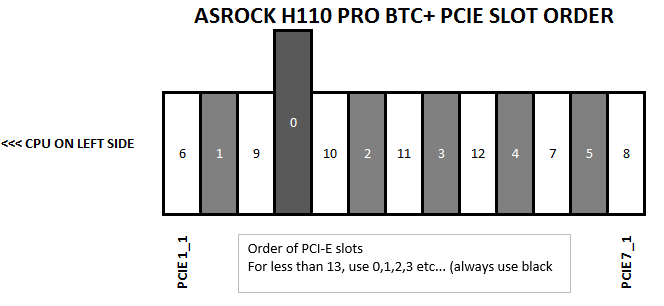 ASROCK H110 PRO BTC+ PCIE SLOT ORDER
<<< CPU ON LEFT SIDE
6 1 9 0 10 2 11 3 12 4 7 5 8
PCIE 1_1
PCIE 7_1
Order of PCI-E slots
For less than 13, use 0,1,2,3 etc... (always use black